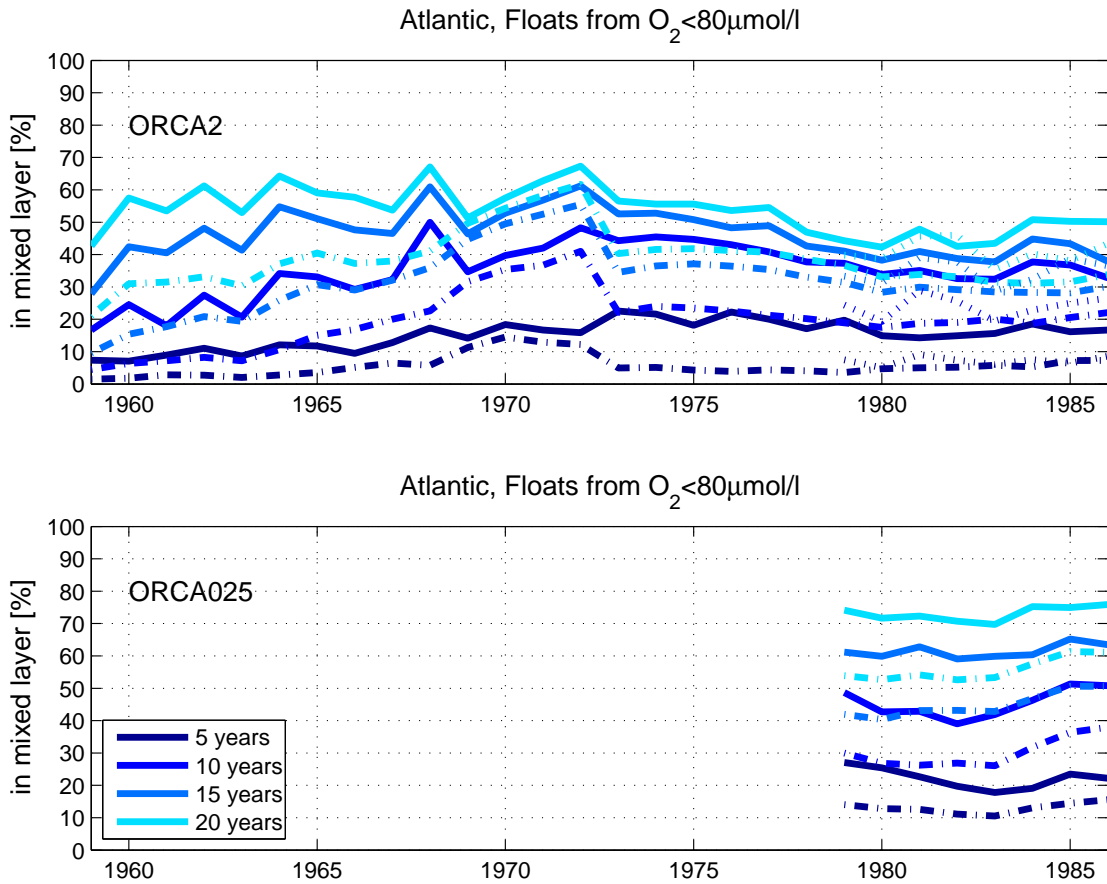 Atlantic, Floats from O₂<80μmol/l
100
90
80
70
60
50
40
30
20
10
0
in mixed layer [%]
ORCA2
1960 1965 1970 1975 1980 1985
Atlantic, Floats from O₂<80μmol/l
100
90
80
70
60
50
40
30
20
10
0
in mixed layer [%]
ORCA025
5 years
10 years
15 years
20 years
1960 1965 1970 1975 1980 1985